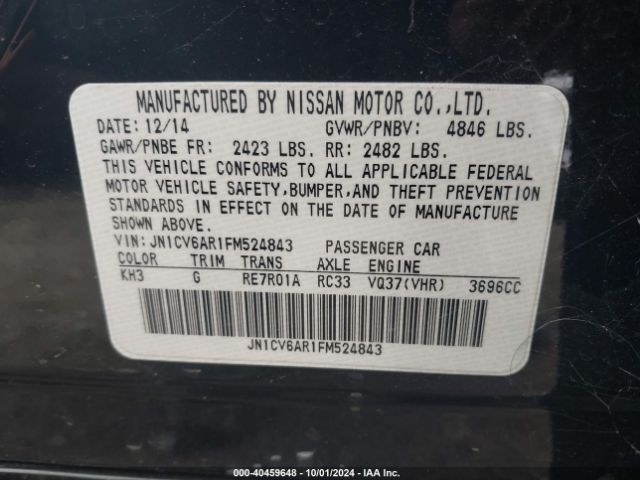 MANUFACTURED BY NISSAN MOTOR CO.,LTD.
DATE: 12/14 GVWR/PNBV: 4846 LBS.
GAWR/PNBE FR: 2423 LBS. RR: 2482 LBS.
THIS VEHICLE CONFORMS TO ALL APPLICABLE FEDERAL
MOTOR VEHICLE SAFETY,BUMPER,AND THEFT PREVENTION
STANDARDS IN EFFECT ON THE DATE OF MANUFACTURE
SHOWN ABOVE.
VIN: JN1CV6AR1FM524843 PASSENGER CAR
COLOR TRIM TRANS AXLE ENGINE
KH3 G RE7R01A RC33 VQ37(VHR) 3696CC
JN1CV6AR1FM524843
000-40459648 - 10/01/2024 - IAA